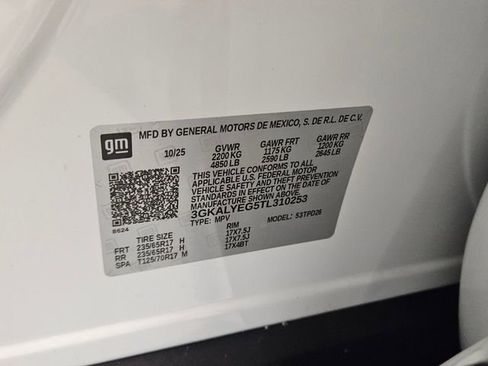 gm
MFD BY GENERAL MOTORS DE MEXICO, S. DE R.L. DE C.V.
10/25 GVWR GAWR FRT GAWR RR
2200 KG 1175 KG 1200 KG
4850 LB 2590 LB 2645 LB
THIS VEHICLE CONFORMS TO ALL
APPLICABLE U.S. FEDERAL MOTOR
VEHICLE SAFETY AND THEFT PREVENTION
STANDARDS IN EFFECT ON THE DATE OF
MANUFACTURE SHOWN ABOVE.
3GKALYEG5TL310253
TYPE: MPV MODEL: 53TPD26
B624
TIRE SIZE RIM
FRT 235/65R17 H 17X7.5J
RR 235/65R17 H 17X7.5J
SPA T125/70R17 M 17X4BT